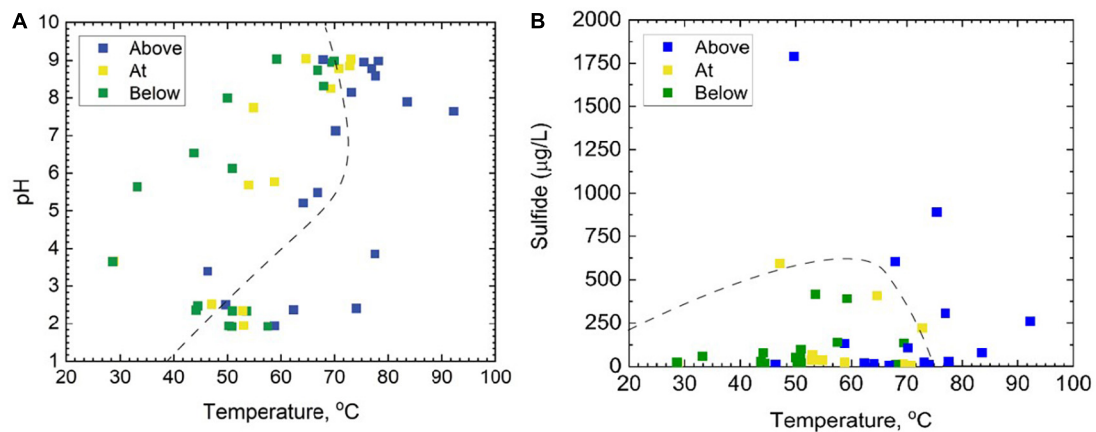 A
10
9
8
7
6
5
4
3
2
1
pH
Above
At
Below
20 30 40 50 60 70 80 90 100
Temperature, °C
B
2000
1750
1500
1250
1000
750
500
250
0
Sulfide (µg/L)
Above
At
Below
20 30 40 50 60 70 80 90 100
Temperature, °C